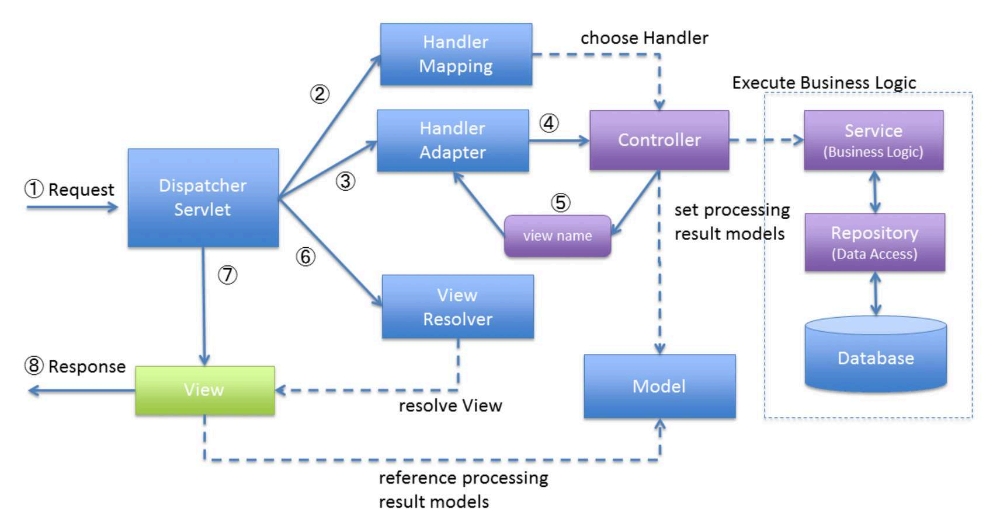 Handler
Mapping
choose Handler
Execute Business Logic
②
Handler
Adapter
④
Controller
Service
(Business Logic)
① Request
Dispatcher
Servlet
③
⑤
view name
set processing
result models
Repository
(Data Access)
⑥
⑦
View
Resolver
⑧ Response
View
resolve View
Model
Database
reference processing
result models